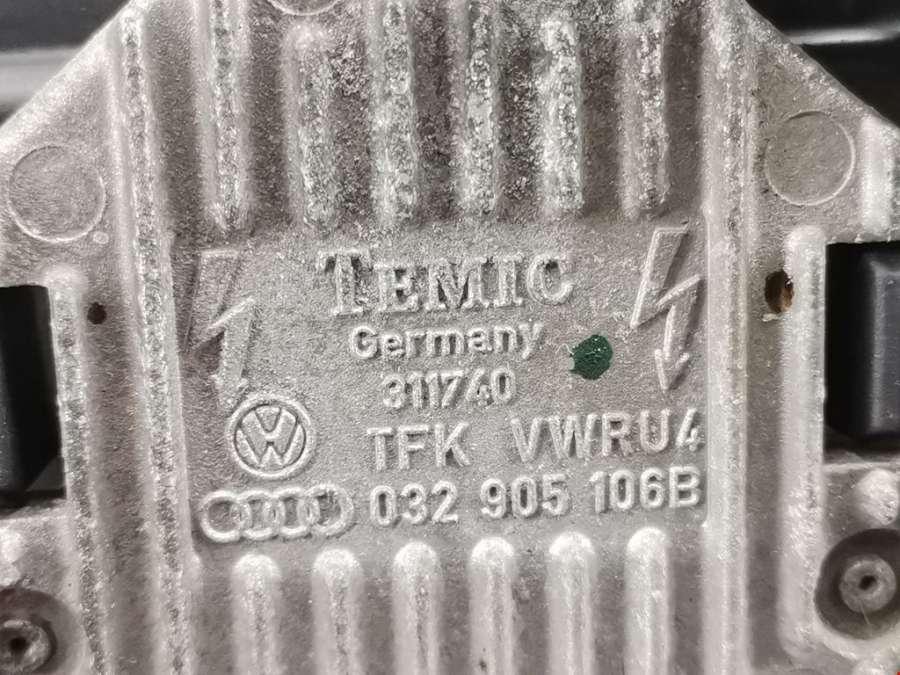 TEMIC
Germany
311740
TFK VWRU4
032 905 106B